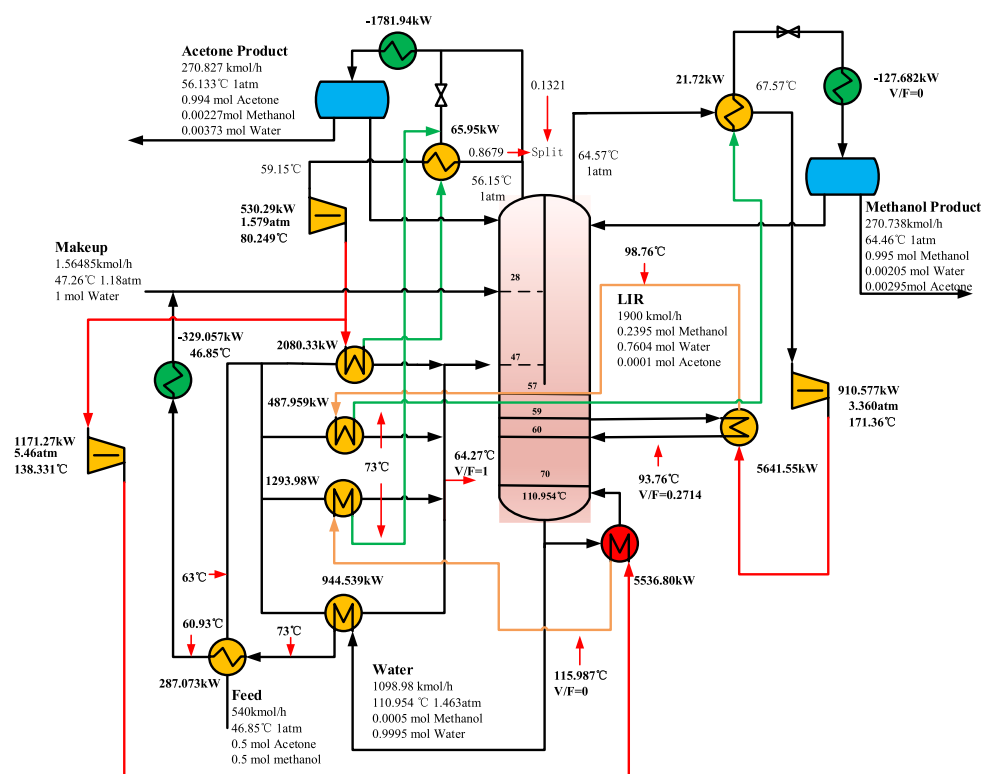 -1781.94kW
Acetone Product
270.827 kmol/h
56.133℃ 1atm
0.994 mol Acetone
0.00227 mol Methanol
0.00373 mol Water
65.95kW
0.1321
0.8679
Split
59.15℃
56.15℃
1atm
64.57℃
1atm
21.72kW
67.57℃
-127.682kW
V/F=0
Methanol Product
270.738kmol/h
64.46℃ 1atm
0.995 mol Methanol
0.00205 mol Water
0.00295mol Acetone
530.29kW
1.579atm
80.249℃
Makeup
1.56485kmol/h
47.26℃ 1.18atm
1 mol Water
28
98.76℃
LIR
1900 kmol/h
0.2395 mol Methanol
0.7604 mol Water
0.0001 mol Acetone
-329.057kW
46.85℃
2080.33kW
47
57
487.959kW
59
60
910.577kW
3.360atm
171.36℃
1171.27kW
5.46atm
138.331℃
73℃
64.27℃
V/F=1
93.76℃
V/F=0.2714
5641.55kW
1293.98W
70
110.954℃
63℃
944.539kW
5536.80kW
60.93℃
73℃
287.073kW
115.987℃
V/F=0
Feed
540kmol/h
46.85℃ 1atm
0.5 mol Acetone
0.5 mol methanol
Water
1098.98 kmol/h
110.954 ℃ 1.463atm
0.0005 mol Methanol
0.9995 mol Water